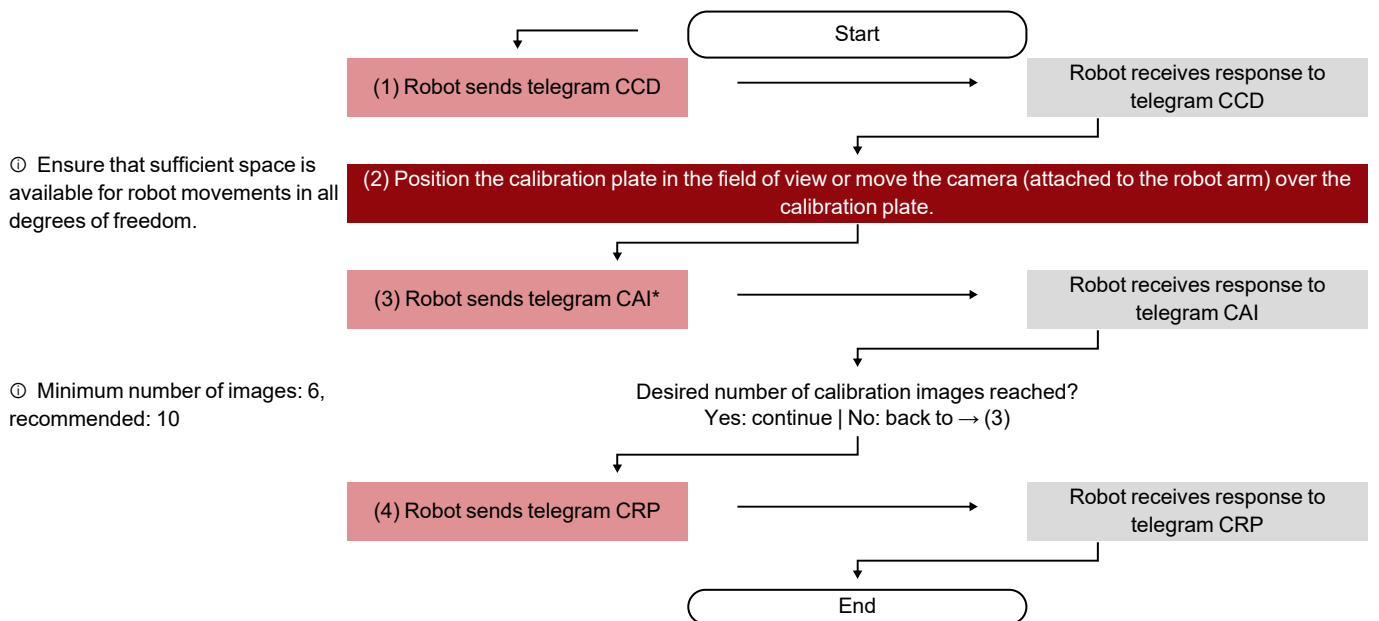 Start
(1) Robot sends telegram CCD
Robot receives response to
telegram CCD
ⓘ Ensure that sufficient space is
available for robot movements in all
degrees of freedom.
(2) Position the calibration plate in the field of view or move the camera (attached to the robot arm) over the
calibration plate.
(3) Robot sends telegram CAI*
Robot receives response to
telegram CAI
ⓘ Minimum number of images: 6,
recommended: 10
Desired number of calibration images reached?
Yes: continue | No: back to → (3)
(4) Robot sends telegram CRP
Robot receives response to
telegram CRP
End